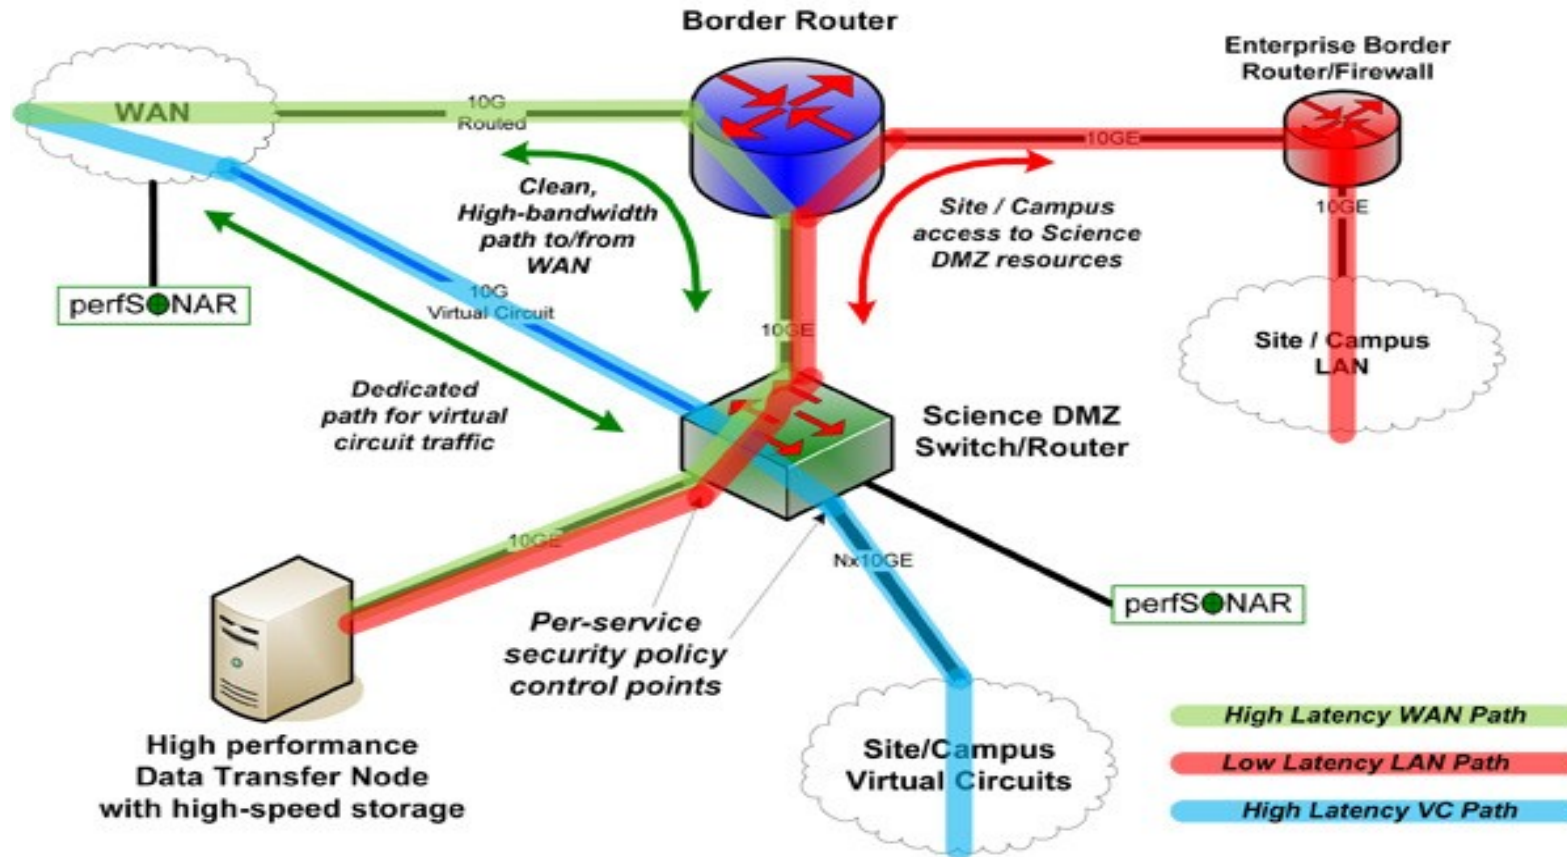 Border Router
Enterprise Border
Router/Firewall
WAN
10G
Routed
10GE
Clean,
High-bandwidth
path to/from
WAN
Site / Campus
access to Science
DMZ resources
10GE
perfSONAR
10G
Virtual Circuit
10GE
Site / Campus
LAN
Dedicated
path for virtual
circuit traffic
Science DMZ
Switch/Router
10GE
Nx10GE
perfSONAR
Per-service
security policy
control points
High performance
Data Transfer Node
with high-speed storage
Site/Campus
Virtual Circuits
High Latency WAN Path
Low Latency LAN Path
High Latency VC Path